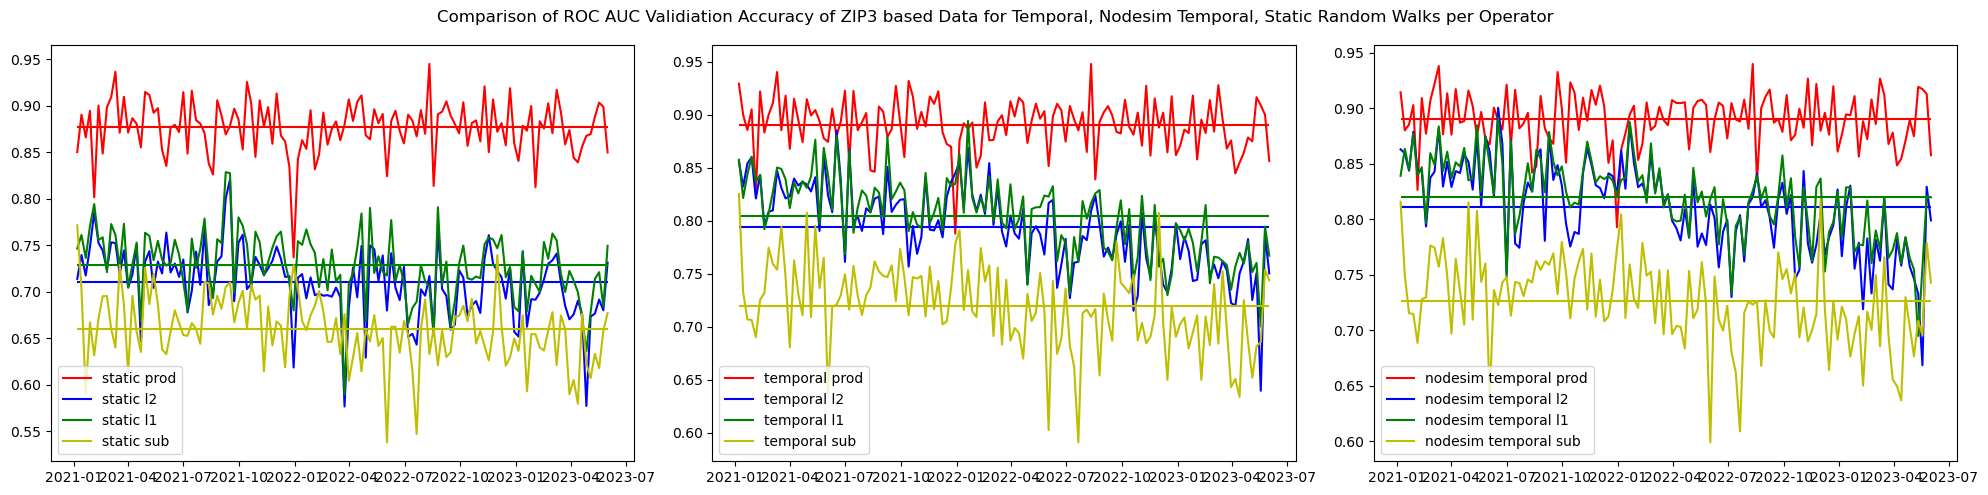 Comparison of ROC AUC Validiation Accuracy of ZIP3 based Data for Temporal, Nodesim Temporal, Static Random Walks per Operator
0.95
0.90
0.85
0.80
0.75
0.70
0.65
0.60
0.55
static prod
static l2
static l1
static sub
2021-01 2021-04 2021-07 2021-10 2022-01 2022-04 2022-07 2022-10 2023-01 2023-04 2023-07
0.95
0.90
0.85
0.80
0.75
0.70
0.65
0.60
temporal prod
temporal l2
temporal l1
temporal sub
2021-01 2021-04 2021-07 2021-10 2022-01 2022-04 2022-07 2022-10 2023-01 2023-04 2023-07
0.95
0.90
0.85
0.80
0.75
0.70
0.65
0.60
nodesim temporal prod
nodesim temporal l2
nodesim temporal l1
nodesim temporal sub
2021-01 2021-04 2021-07 2021-10 2022-01 2022-04 2022-07 2022-10 2023-01 2023-04 2023-07